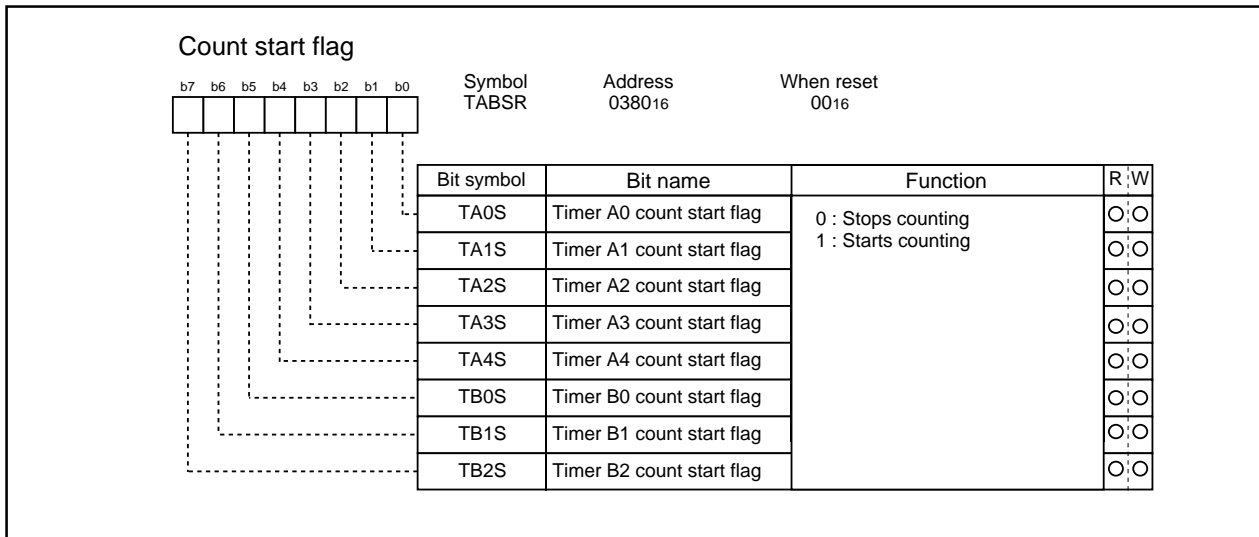 Count start flag
b7 b6 b5 b4 b3 b2 b1 b0
Symbol Address When reset
TABSR 038016 0016
Bit symbol Bit name Function R W
TA0S Timer A0 count start flag 0 : Stops counting
1 : Starts counting
TA1S Timer A1 count start flag
TA2S Timer A2 count start flag
TA3S Timer A3 count start flag
TA4S Timer A4 count start flag
TB0S Timer B0 count start flag
TB1S Timer B1 count start flag
TB2S Timer B2 count start flag